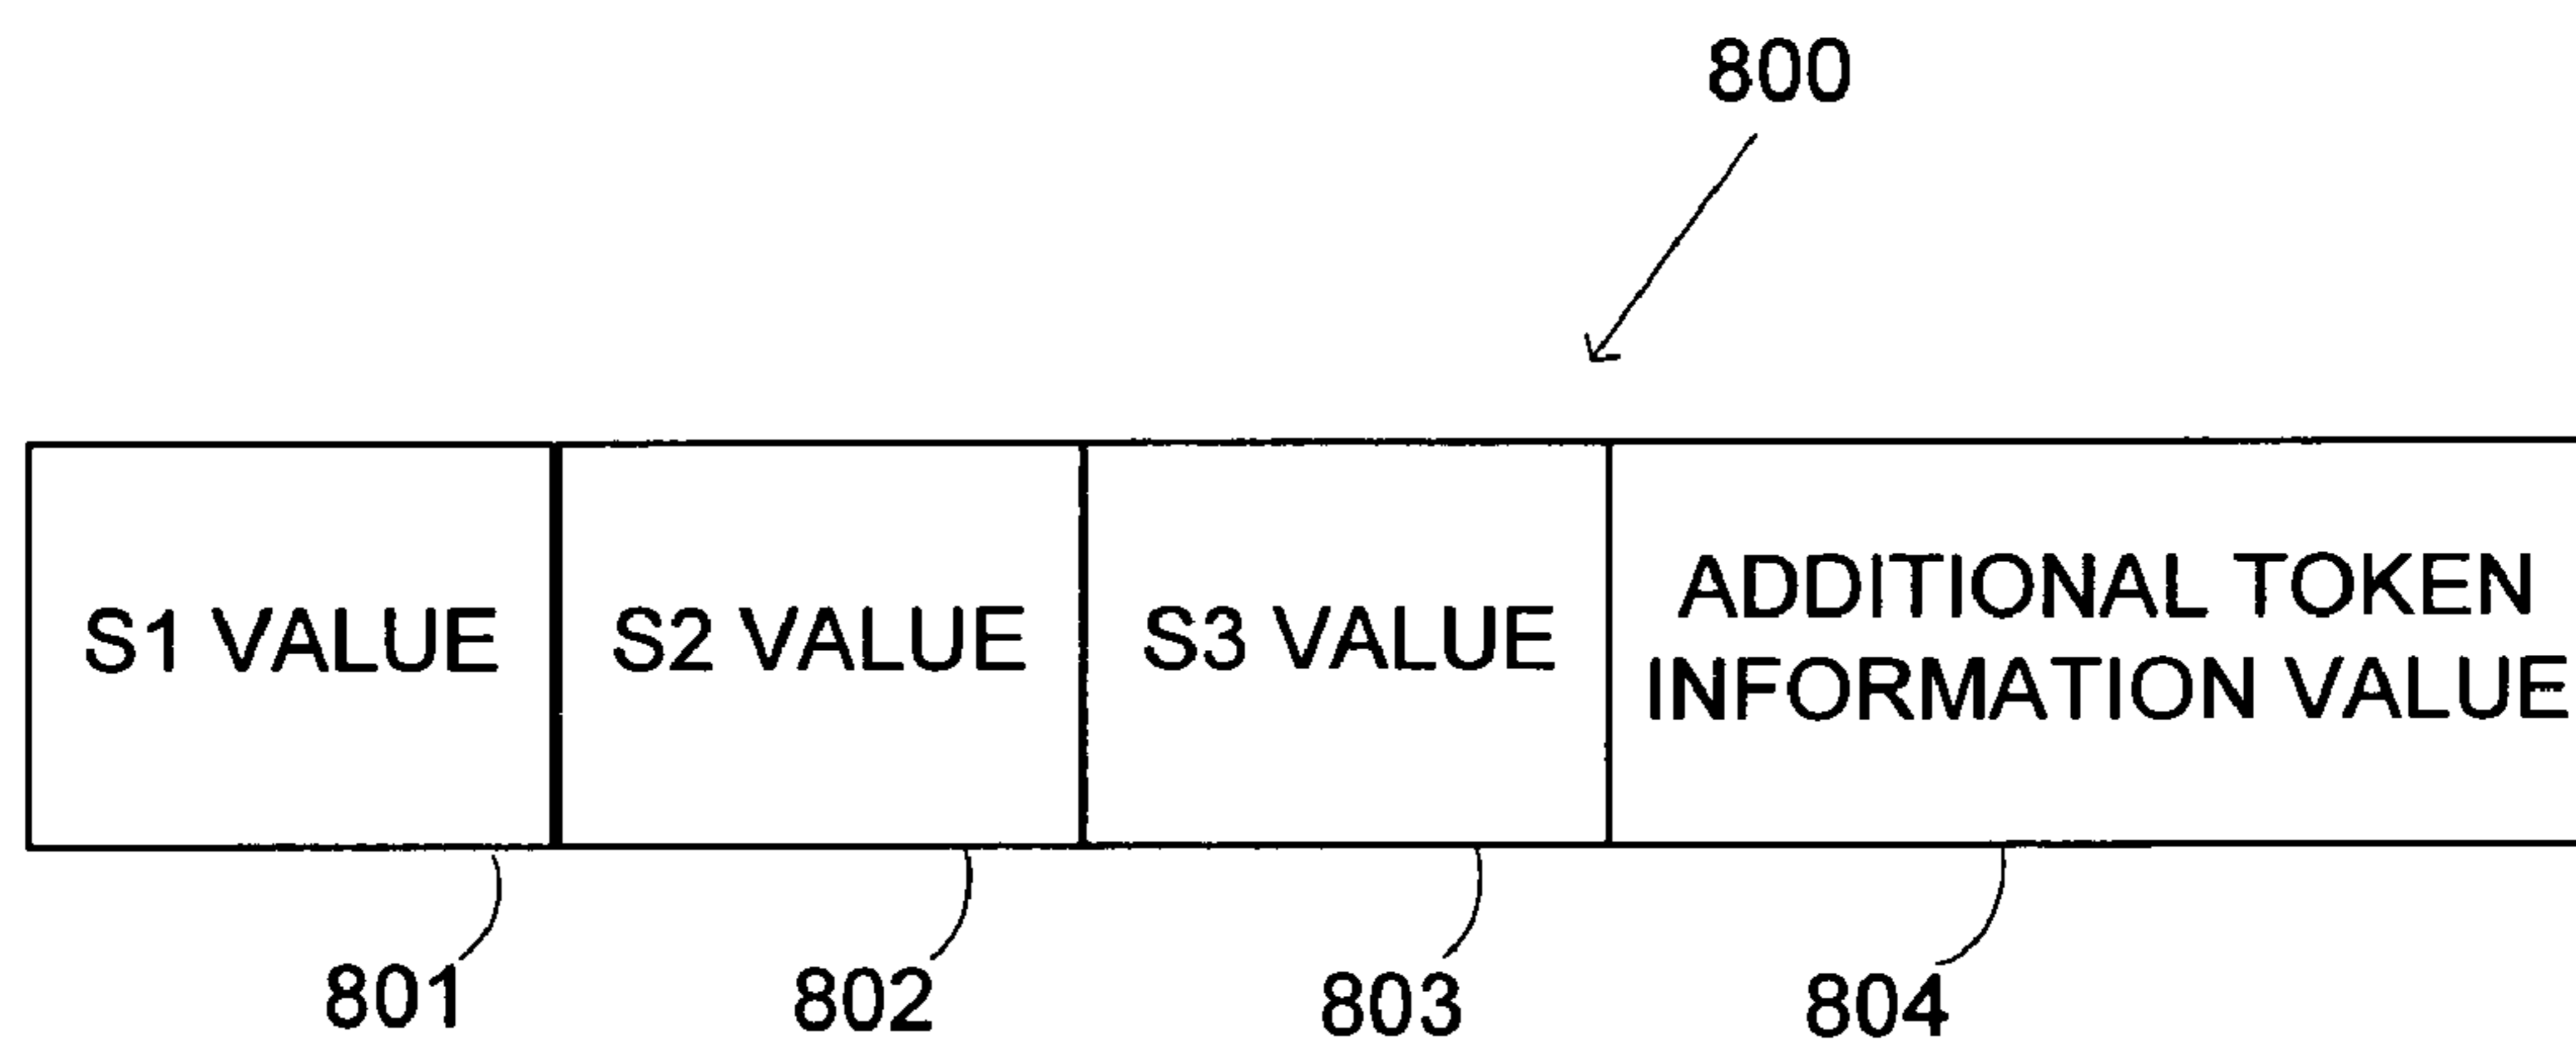 800
S1 VALUE
S2 VALUE
S3 VALUE
ADDITIONAL TOKEN
INFORMATION VALUE
801
802
803
804